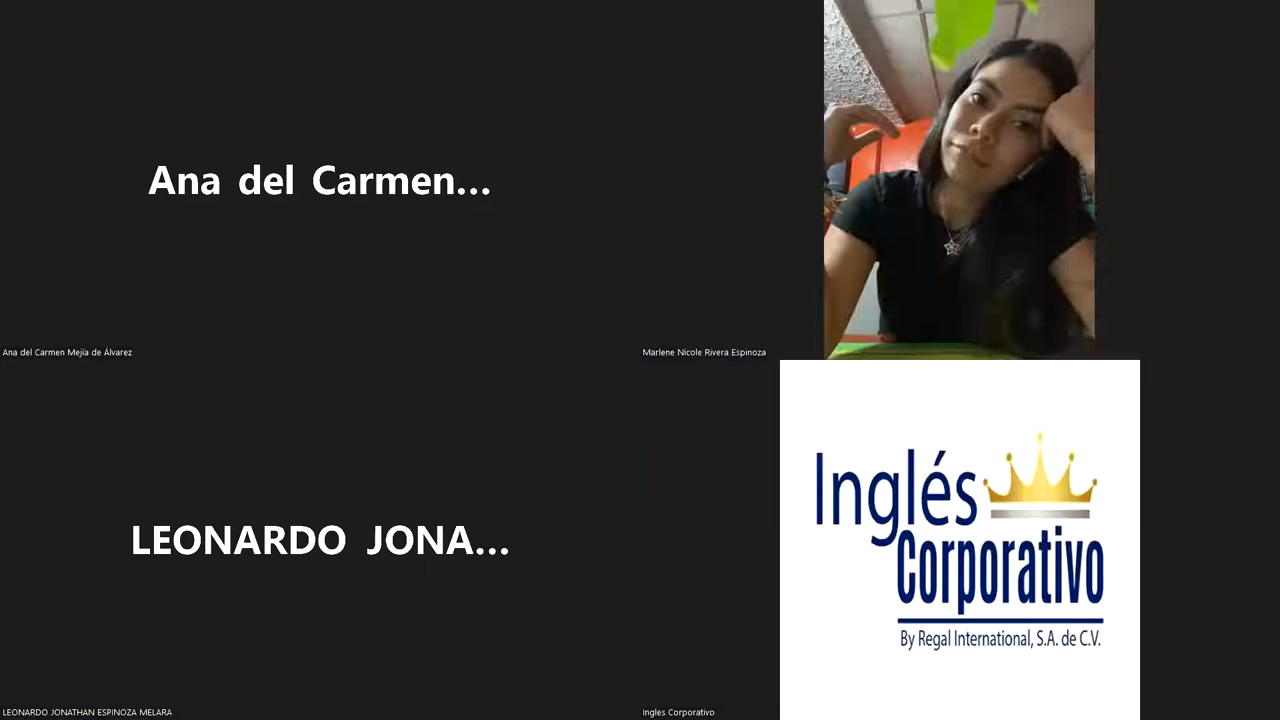 Ana del Carmen...
Ana del Carmen Mejía de Álvarez
Marlene Nicole Rivera Espinoza
LEONARDO JONA...
LEONARDO JONATHAN ESPINOZA MELARA
Inglés
Corporativo
By Regal International, S.A. de C.V.
Ingles Corporativo